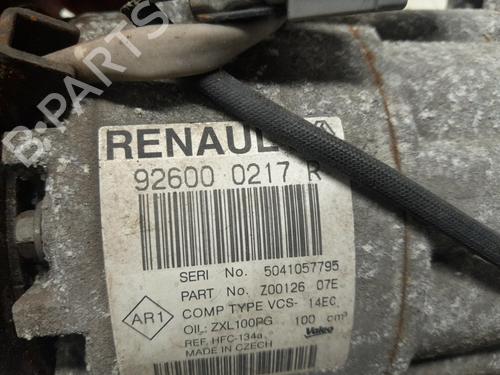 B-PARTS
RENAUL
92600 0217 R
SERI No. 5041057795
PART No. Z00126 07E
COMP TYPE VCS- 14EC
OIL: ZXL100PG 100 cm³
REF. HFC-134a
MADE IN CZECH
AR1
Valeo